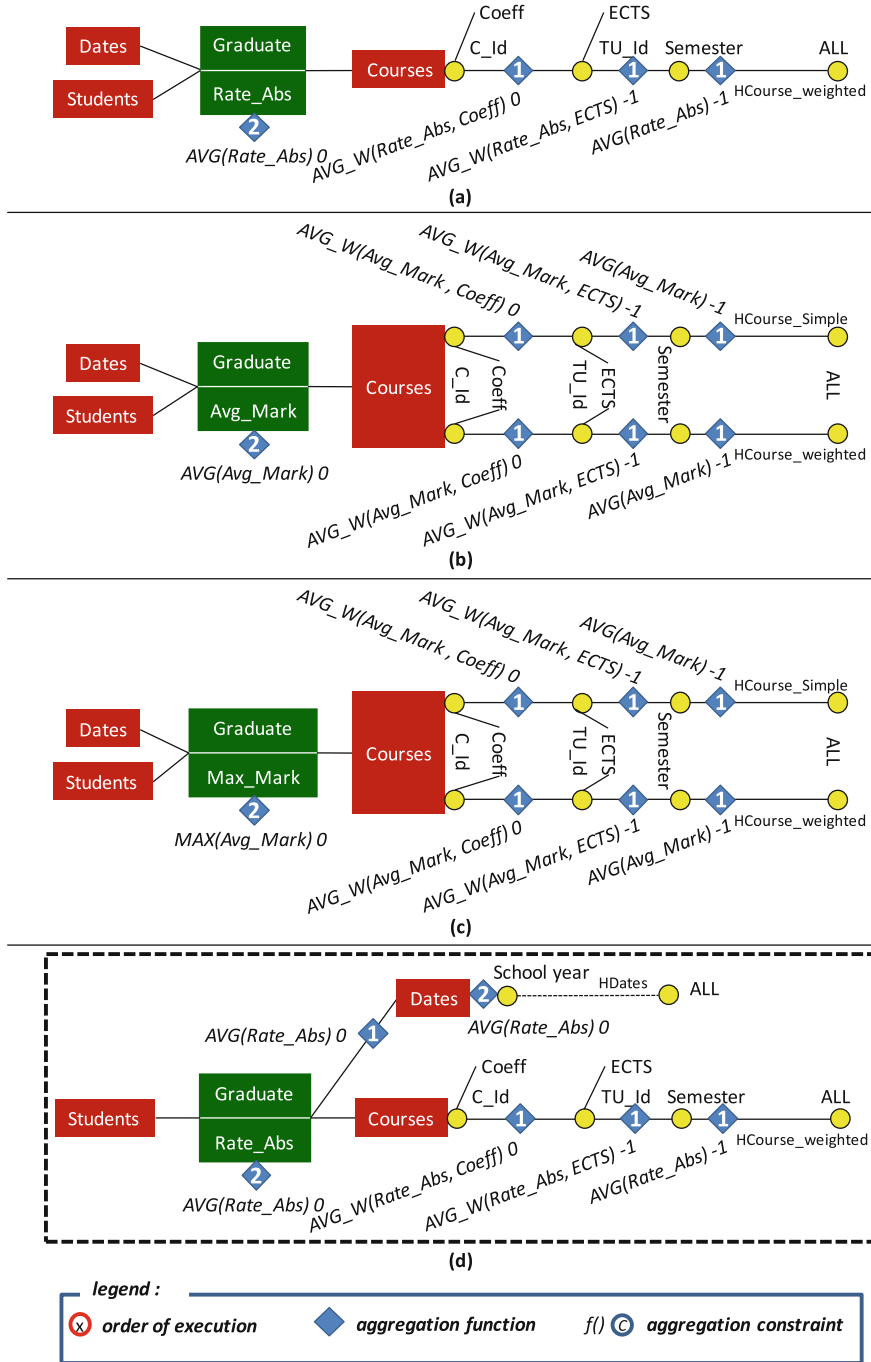 Coeff
ECTS
Dates
Graduate
C_Id
TU_Id
Semester
ALL
Courses
1
1
1
Students
Rate_Abs
HCourse_weighted
2
AVG(Rate_Abs) 0
AVG_W(Rate_Abs, Coeff) 0
AVG_W(Rate_Abs, ECTS) -1
AVG(Rate_Abs) -1
(a)
AVG_W(Avg_Mark , Coeff) 0
AVG_W(Avg_Mark , ECTS) -1
AVG(Avg_Mark) -1
HCourse_Simple
1
1
1
Dates
Graduate
Courses
C_Id
Coeff
TU_Id
ECTS
Semester
ALL
Students
Avg_Mark
2
1
1
1
HCourse_weighted
AVG(Avg_Mark) 0
AVG_W(Avg_Mark, Coeff) 0
AVG_W(Avg_Mark, ECTS) -1
AVG(Avg_Mark) -1
(b)
AVG_W(Avg_Mark , Coeff) 0
AVG_W(Avg_Mark , ECTS) -1
AVG(Avg_Mark) -1
HCourse_Simple
1
1
1
Dates
Graduate
Courses
C_Id
Coeff
TU_Id
ECTS
Semester
ALL
Students
Max_Mark
2
1
1
1
HCourse_weighted
MAX(Avg_Mark) 0
AVG_W(Avg_Mark, Coeff) 0
AVG_W(Avg_Mark, ECTS) -1
AVG(Avg_Mark) -1
(c)
School year
HDates
ALL
Dates
2
AVG(Rate_Abs) 0
1
AVG(Rate_Abs) 0
Coeff
ECTS
Graduate
C_Id
TU_Id
Semester
ALL
Students
Courses
1
1
1
Rate_Abs
HCourse_weighted
2
AVG(Rate_Abs) 0
AVG_W(Rate_Abs, Coeff) 0
AVG_W(Rate_Abs, ECTS) -1
AVG(Rate_Abs) -1
(d)
legend :
x order of execution
aggregation function
f() C aggregation constraint